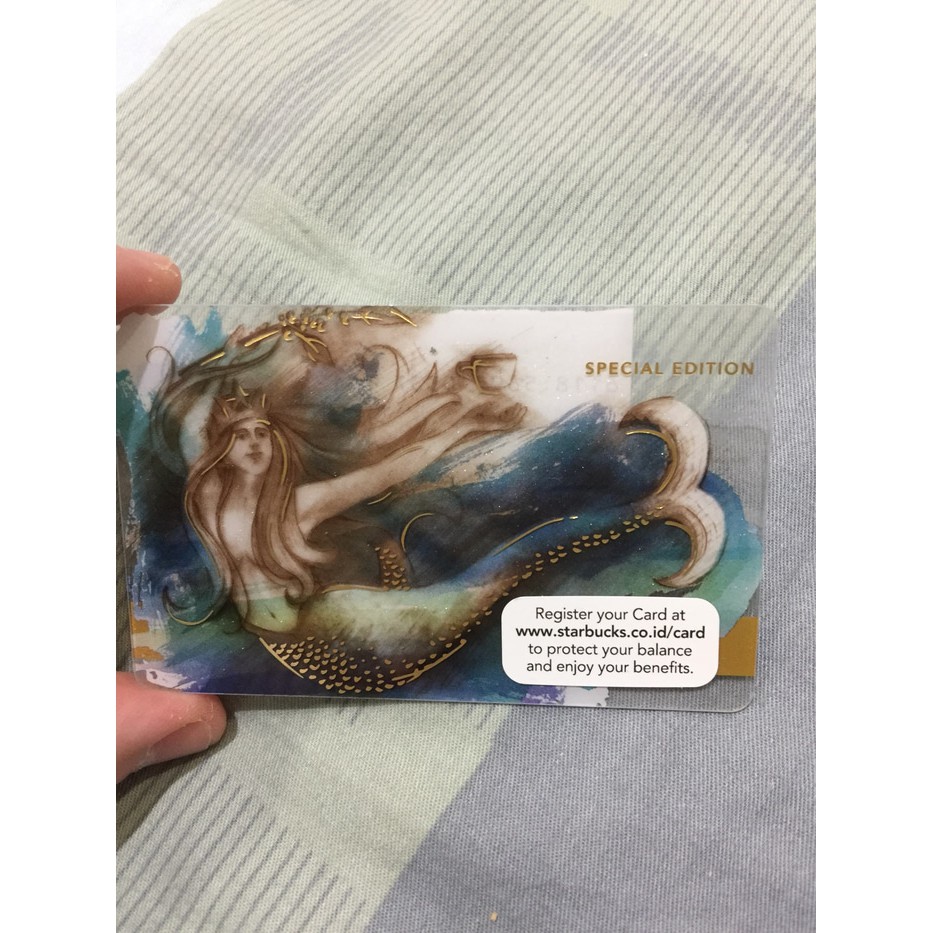 SPECIAL EDITION
Register your Card at
www.starbucks.co.id/card
to protect your balance
and enjoy your benefits.